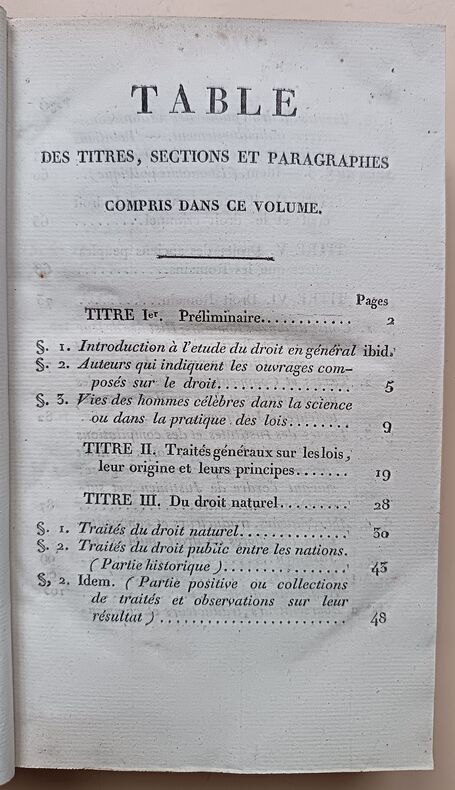 TABLE
DES TITRES, SECTIONS ET PARAGRAPHES
COMPRIS DANS CE VOLUME.
Pages
TITRE Ier. Préliminaire............ 2
§. 1. Introduction à l'etude du droit en général ibid.
§. 2. Auteurs qui indiquent les ouvrages com-
posés sur le droit................. 5
§. 3. Vies des hommes célèbres dans la science
ou dans la pratique des lois........ 9
TITRE II. Traités généraux sur les lois,
leur origine et leurs principes....... 19
TITRE III. Du droit naturel......... 28
§. 1. Traités du droit naturel.............. 30
§. 2. Traités du droit public entre les nations.
(Partie historique).................. 43
§, 2. Idem. (Partie positive ou collections
de traités et observations sur leur
résultat)........................ 48